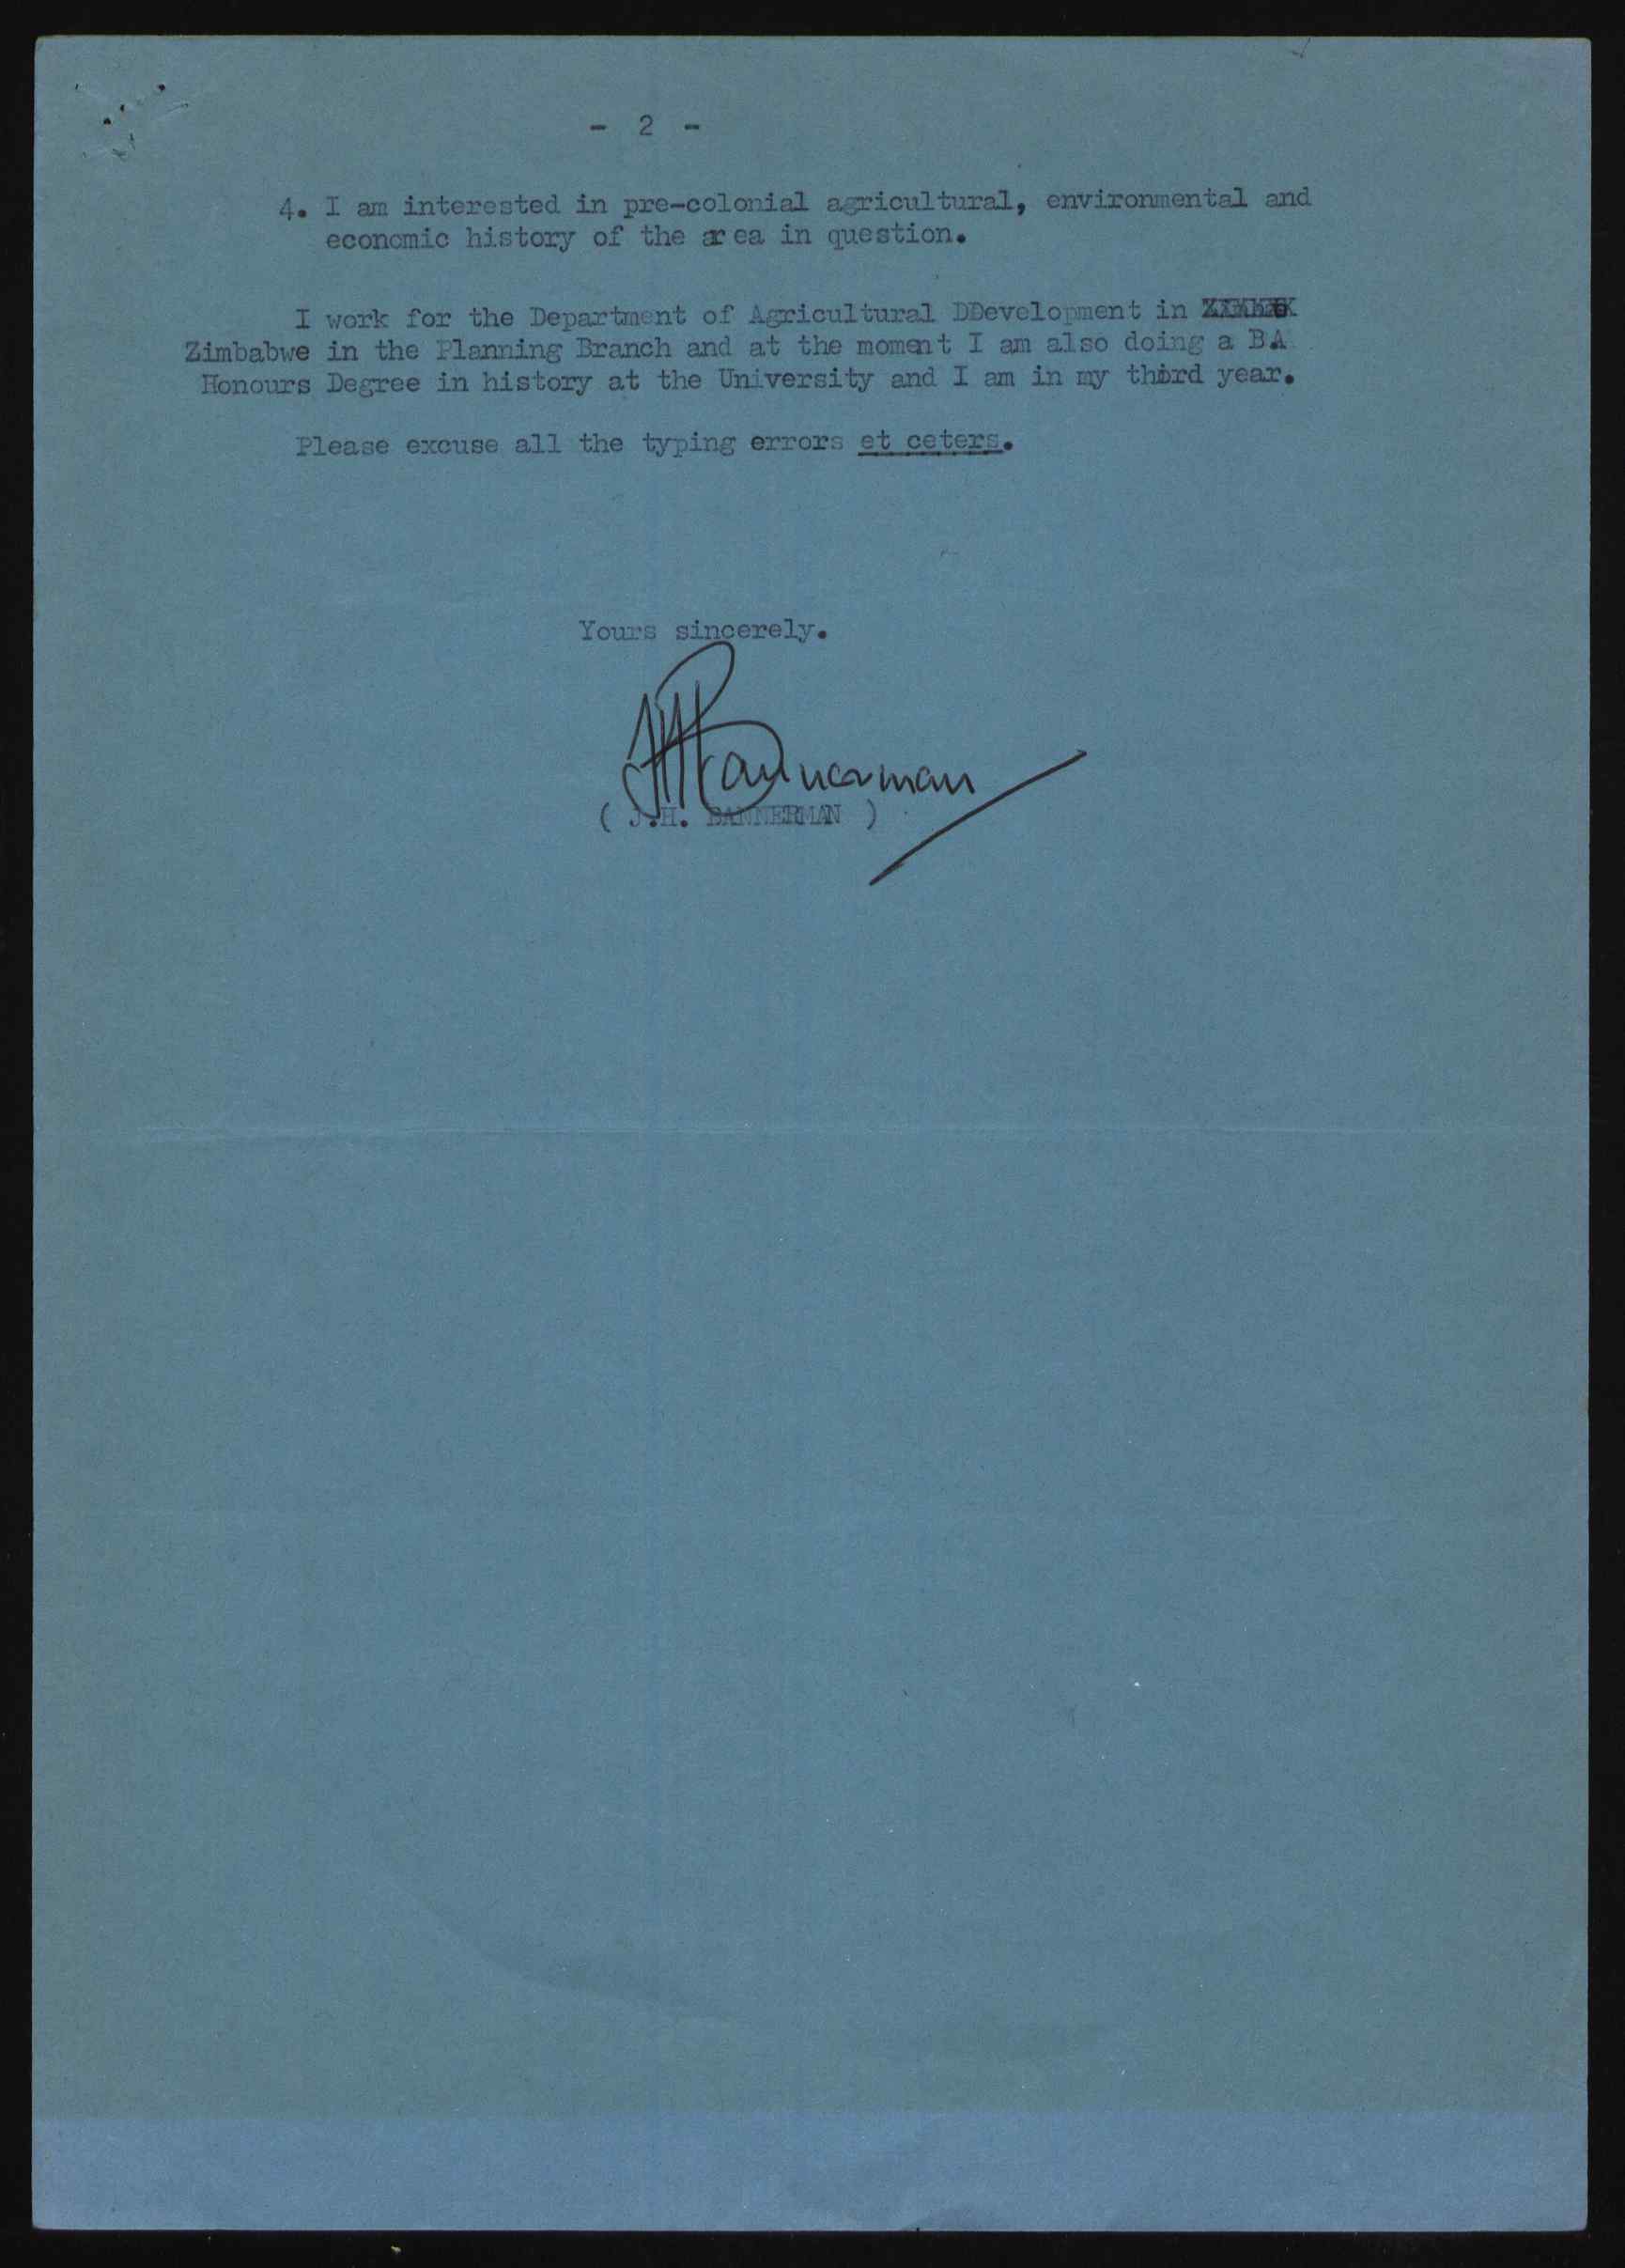 - 2 -
4. I am interested in pre-colonial agricultural, environmental and
economic history of the area in question.
I work for the Department of Agricultural DDevelopment in
Zimbabwe in the Planning Branch and at the moment I am also doing a BA
Honours Degree in history at the University and I am in my third year.
Please excuse all the typing errors et ceters.
Yours sincerely.
JHBannerman
( J.H. BANNERMAN )